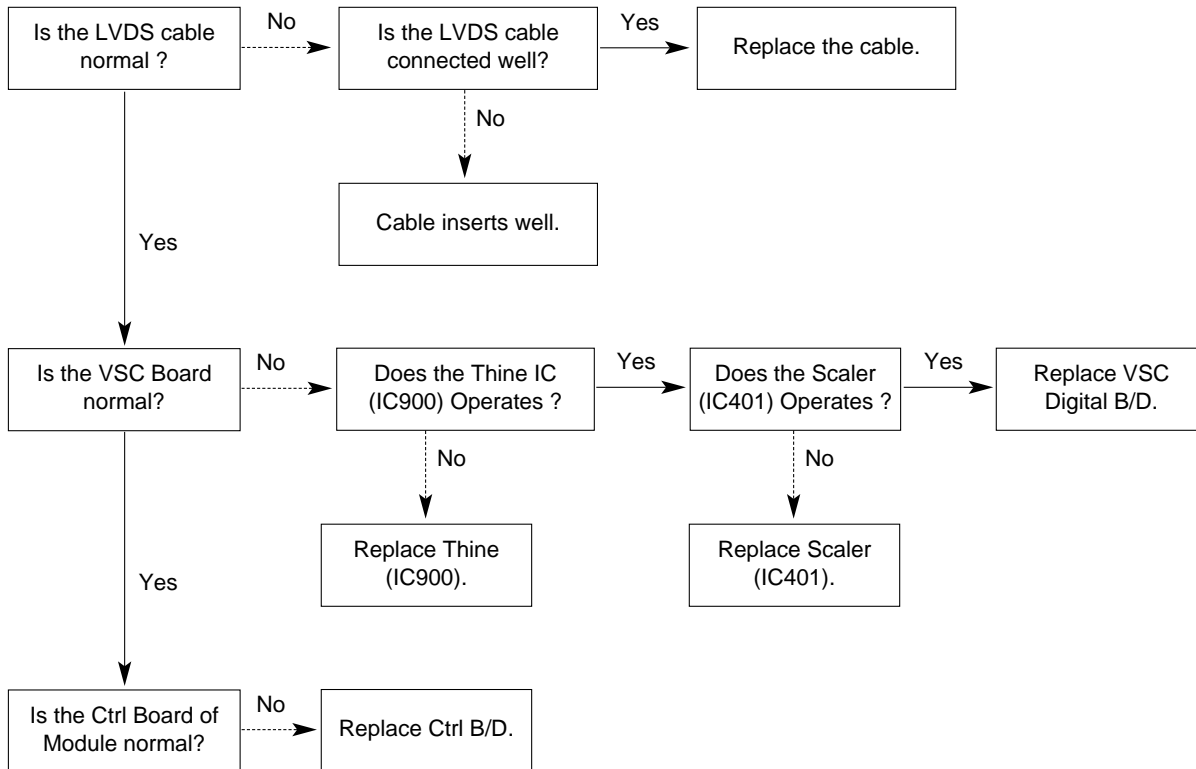 Is the LVDS cable
normal ?
No
Is the LVDS cable
connected well?
Yes
Replace the cable.
No
Cable inserts well.
Yes
Is the VSC Board
normal?
No
Does the Thine IC
(IC900) Operates ?
Yes
Does the Scaler
(IC401) Operates ?
Yes
Replace VSC
Digital B/D.
No
Replace Thine
(IC900).
No
Replace Scaler
(IC401).
Yes
Is the Ctrl Board of
Module normal?
No
Replace Ctrl B/D.